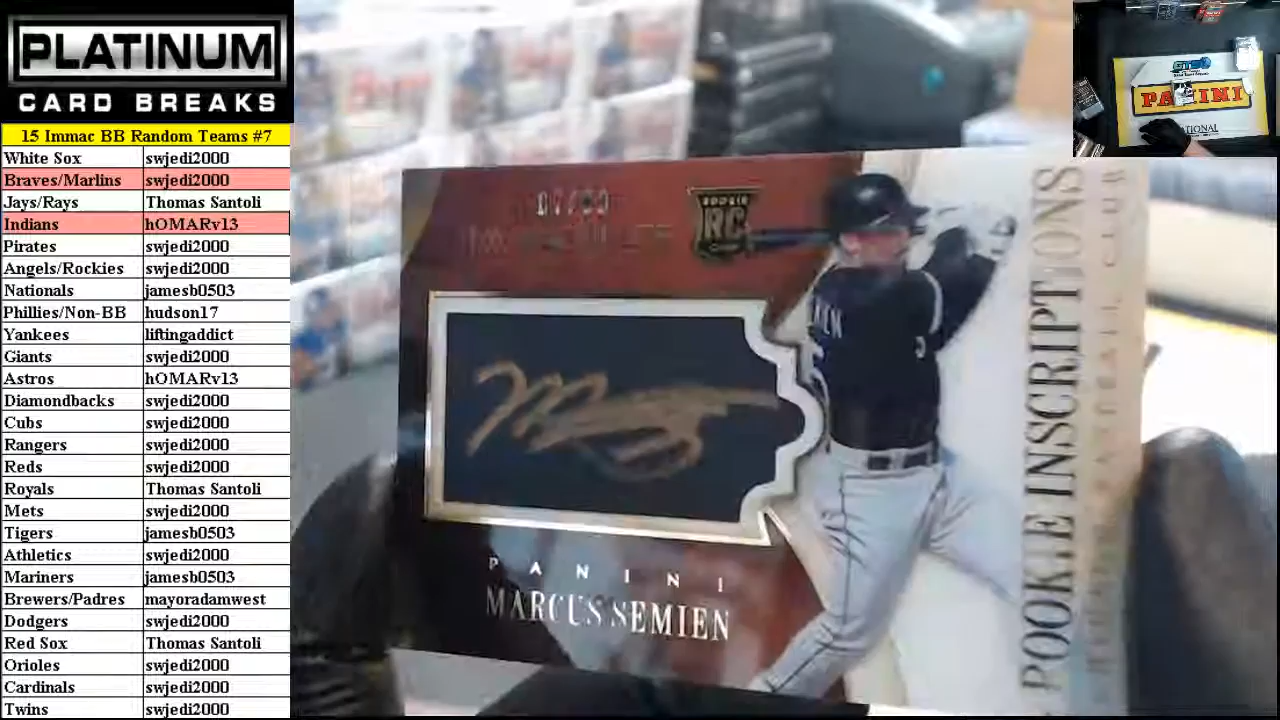 PLATINUM
CARD BREAKS
15 Immac BB Random Teams #7
White Sox swjedi2000
Braves/Marlins swjedi2000
Jays/Rays Thomas Santoli
Indians hOMARv13
Pirates swjedi2000
Angels/Rockies swjedi2000
Nationals jamesb0503
Phillies/Non-BB hudson17
Yankees liftingaddict
Giants swjedi2000
Astros hOMARv13
Diamondbacks swjedi2000
Cubs swjedi2000
Rangers swjedi2000
Reds swjedi2000
Royals Thomas Santoli
Mets swjedi2000
Tigers jamesb0503
Athletics swjedi2000
Mariners jamesb0503
Brewers/Padres mayoradamwest
Dodgers swjedi2000
Red Sox Thomas Santoli
Orioles swjedi2000
Cardinals swjedi2000
Twins swjedi2000
ROOKIE
RC
PANINI
MARCUS SEMIEN
ROOKIE INSCRIPTIONS
GTS
PANINI